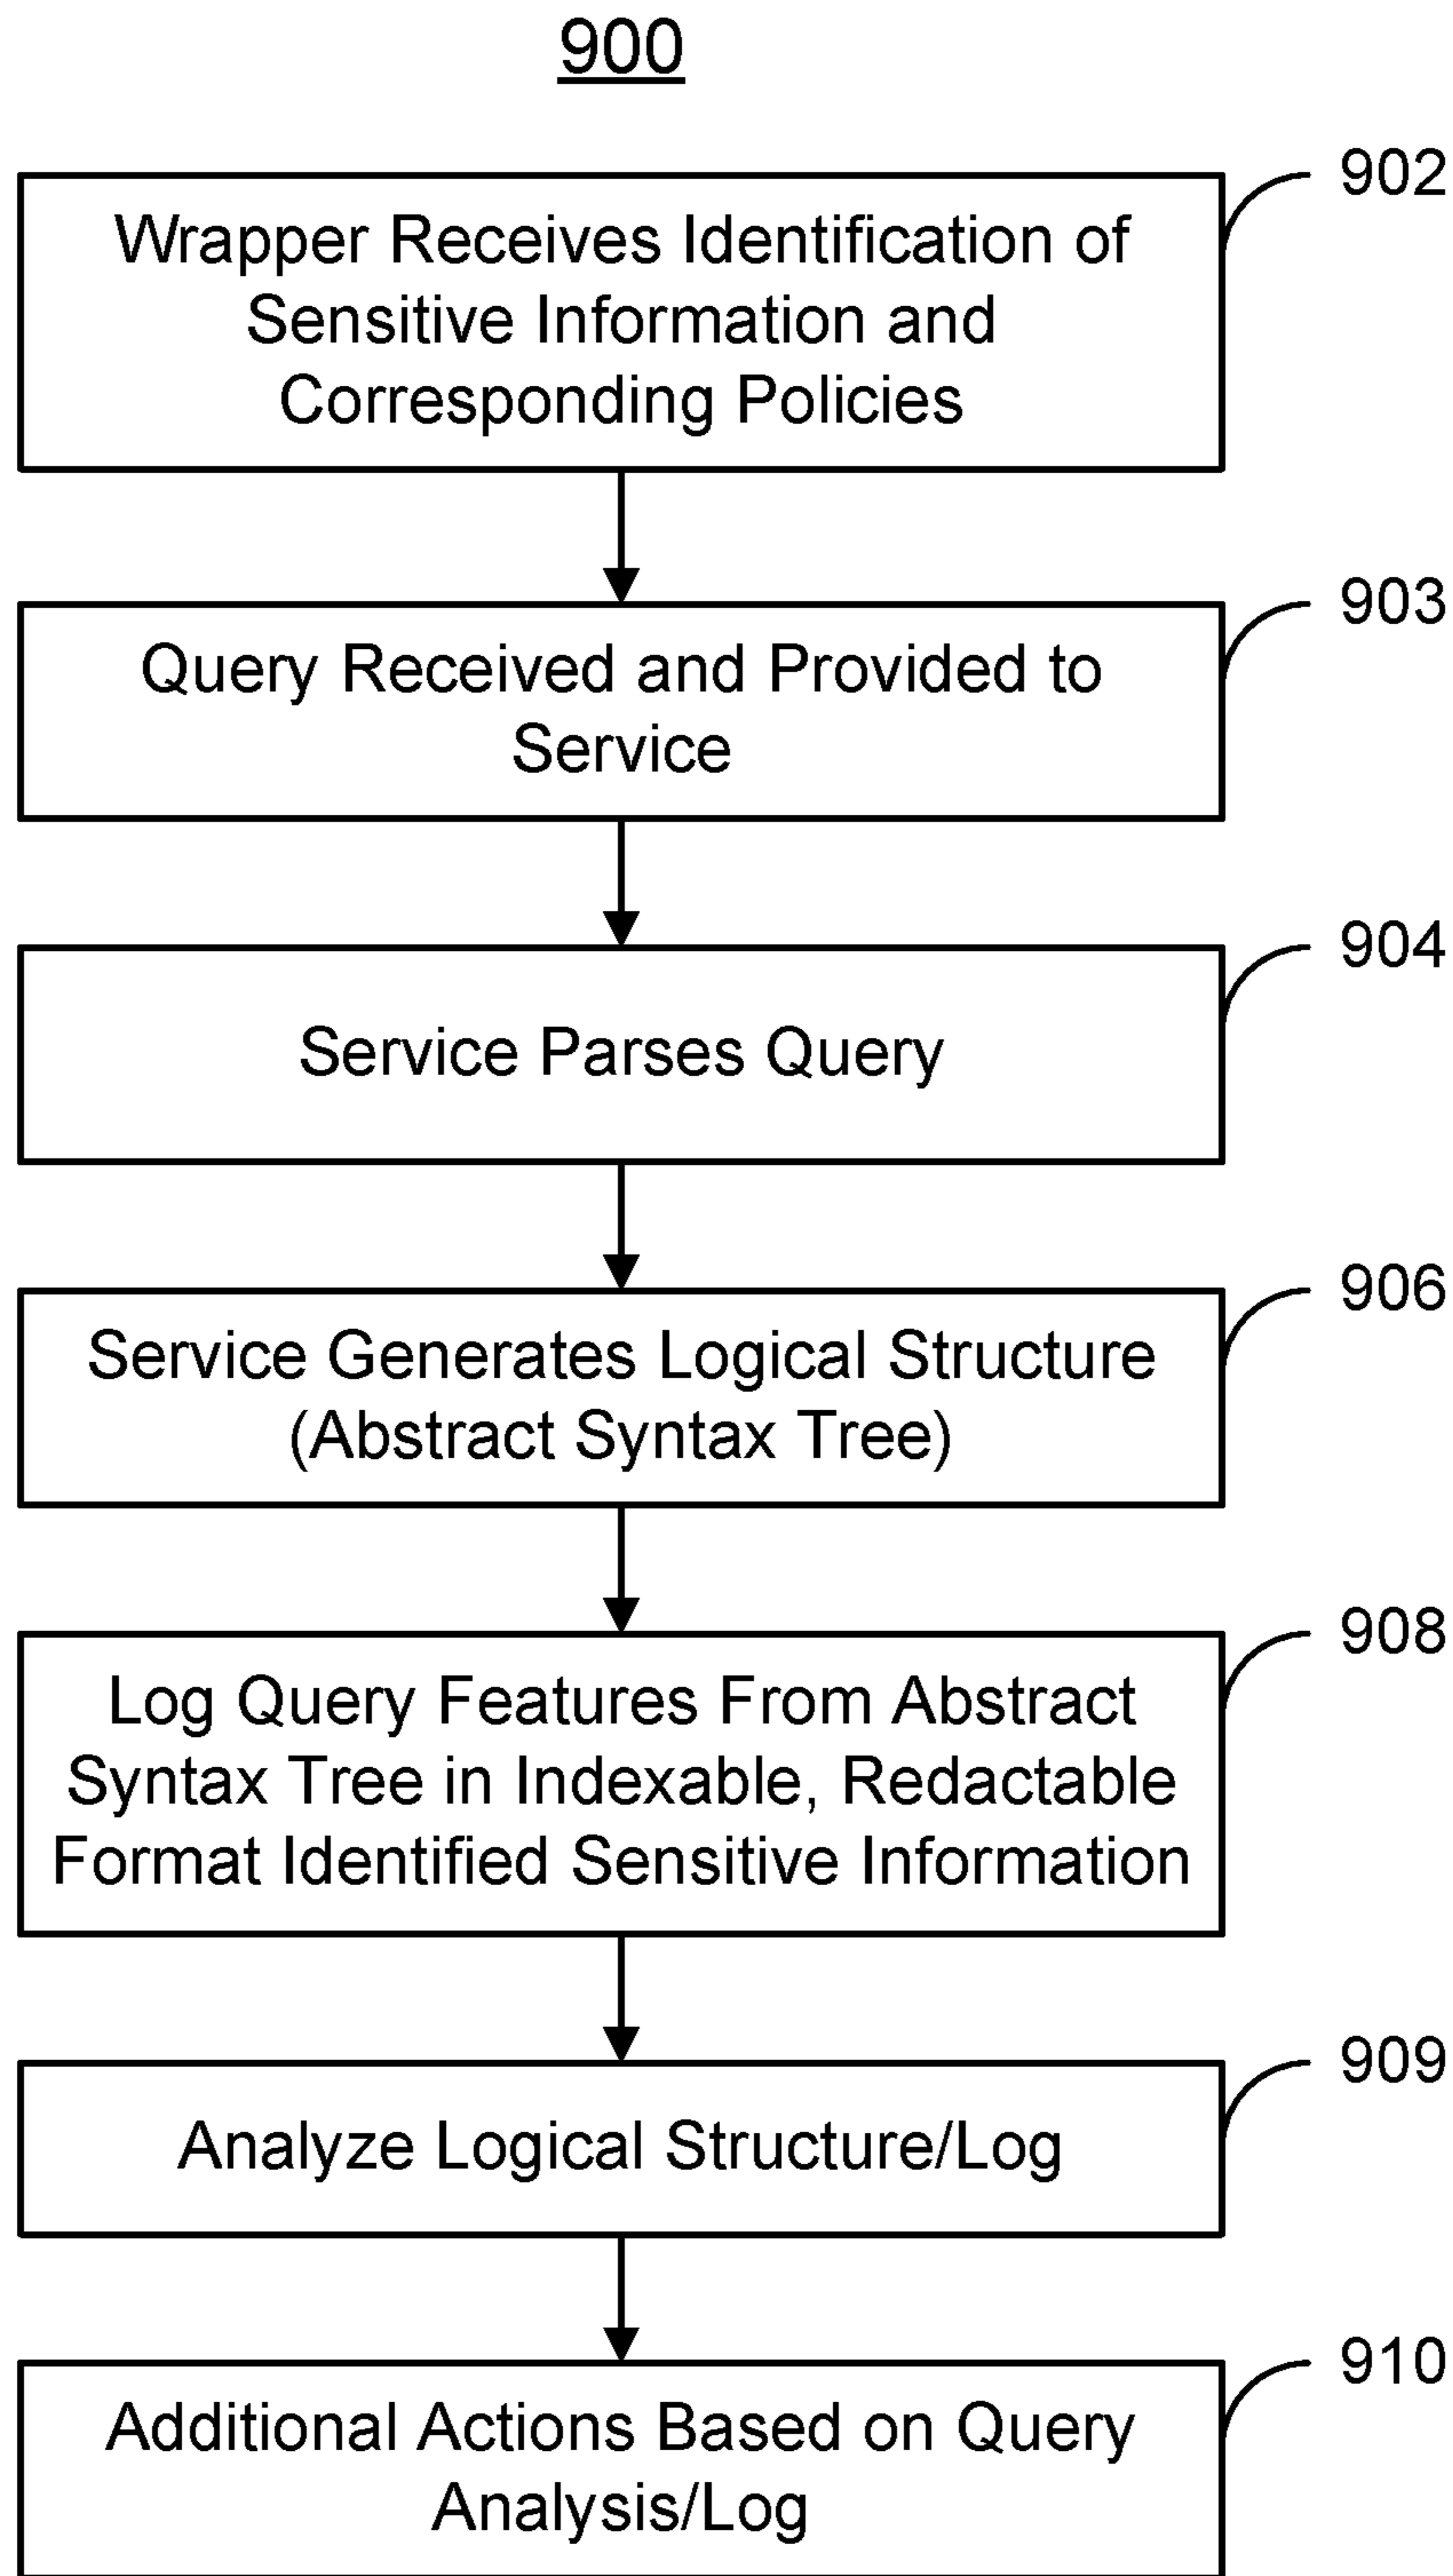 900
902
Wrapper Receives Identification of
Sensitive Information and
Corresponding Policies
903
Query Received and Provided to
Service
904
Service Parses Query
906
Service Generates Logical Structure
(Abstract Syntax Tree)
908
Log Query Features From Abstract
Syntax Tree in Indexable, Redactable
Format Identified Sensitive Information
909
Analyze Logical Structure/Log
910
Additional Actions Based on Query
Analysis/Log